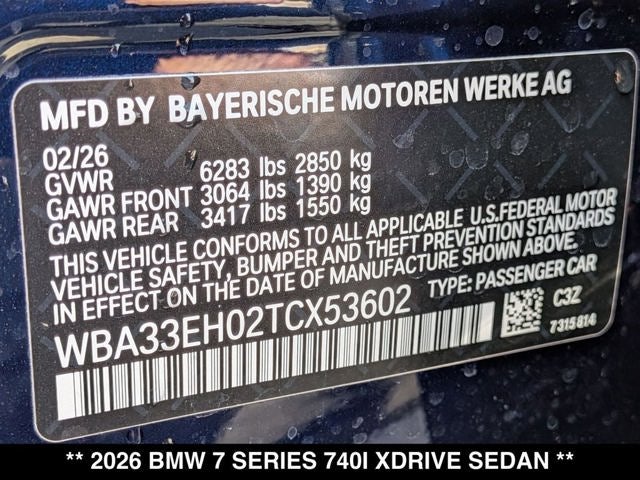 MFD BY BAYERISCHE MOTOREN WERKE AG
02/26
GVWR 6283 lbs 2850 kg
GAWR FRONT 3064 lbs 1390 kg
GAWR REAR 3417 lbs 1550 kg
THIS VEHICLE CONFORMS TO ALL APPLICABLE U.S.FEDERAL MOTOR
VEHICLE SAFETY, BUMPER AND THEFT PREVENTION STANDARDS
IN EFFECT ON THE DATE OF MANUFACTURE SHOWN ABOVE.
WBA33EH02TCX53602 TYPE: PASSENGER CAR
C3Z
7315814
** 2026 BMW 7 SERIES 740I XDRIVE SEDAN **